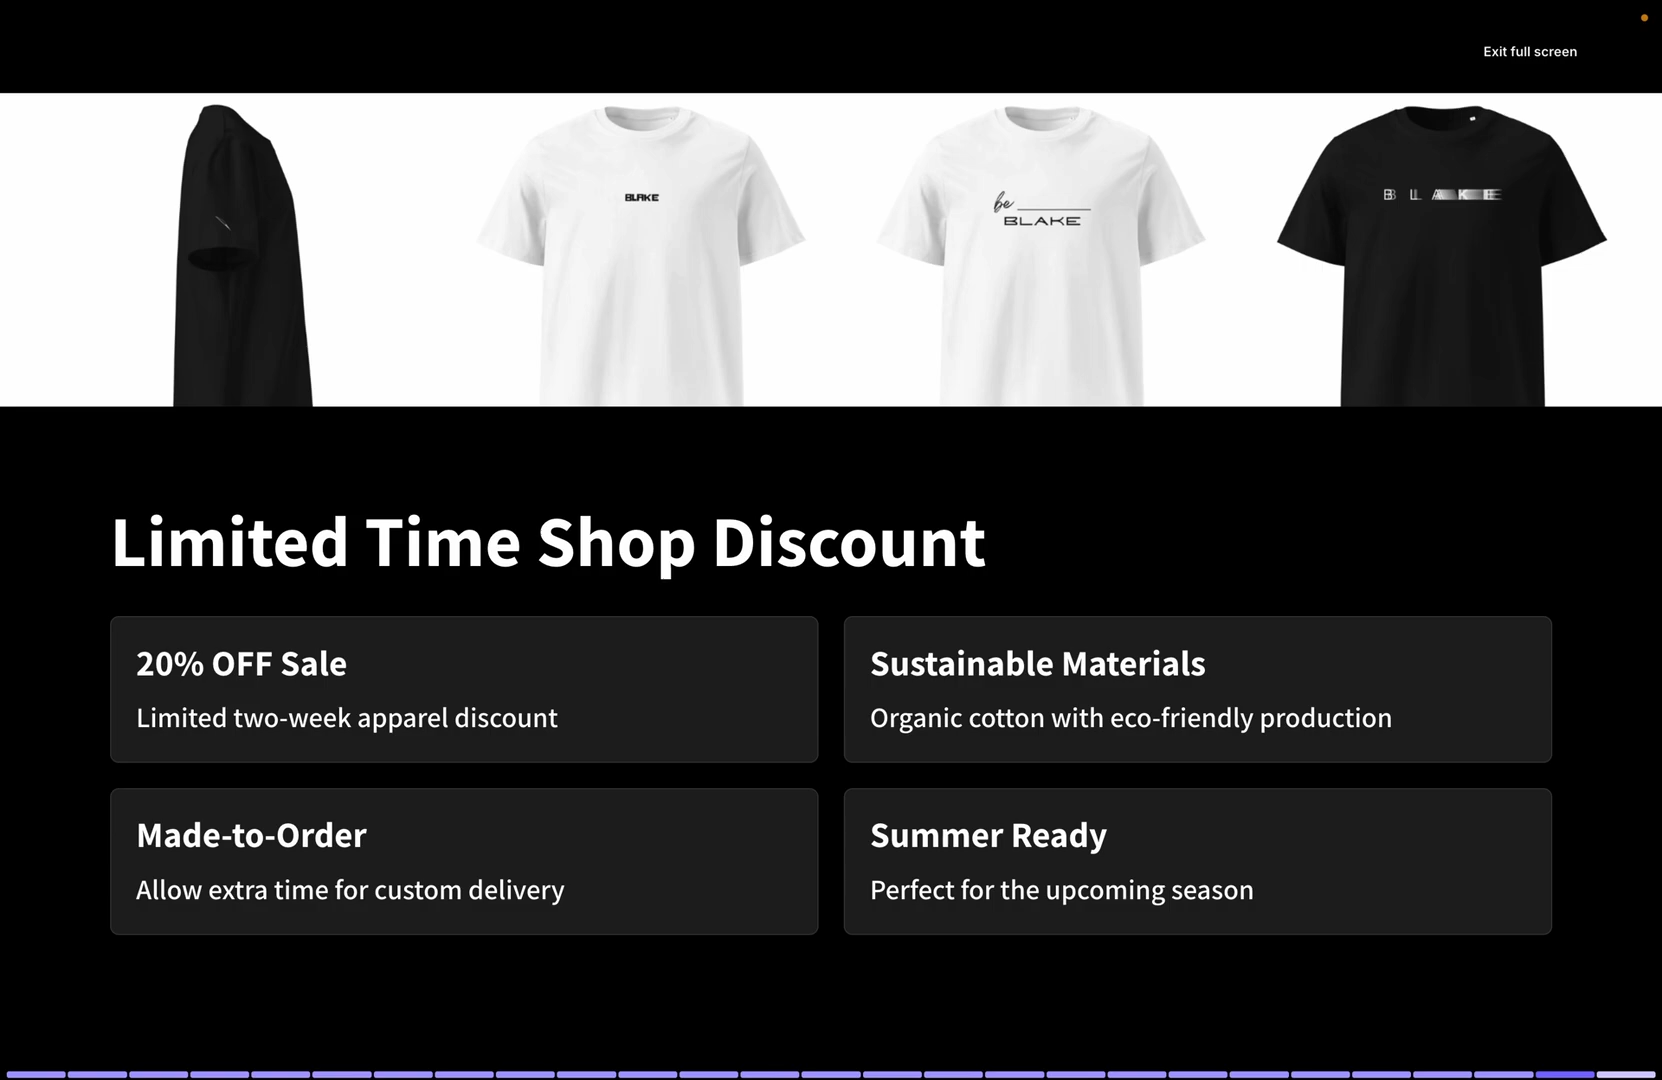 Exit full screen
BLAKE
be
BLAKE
BLAKE
Limited Time Shop Discount
20% OFF Sale
Limited two-week apparel discount
Sustainable Materials
Organic cotton with eco-friendly production
Made-to-Order
Allow extra time for custom delivery
Summer Ready
Perfect for the upcoming season